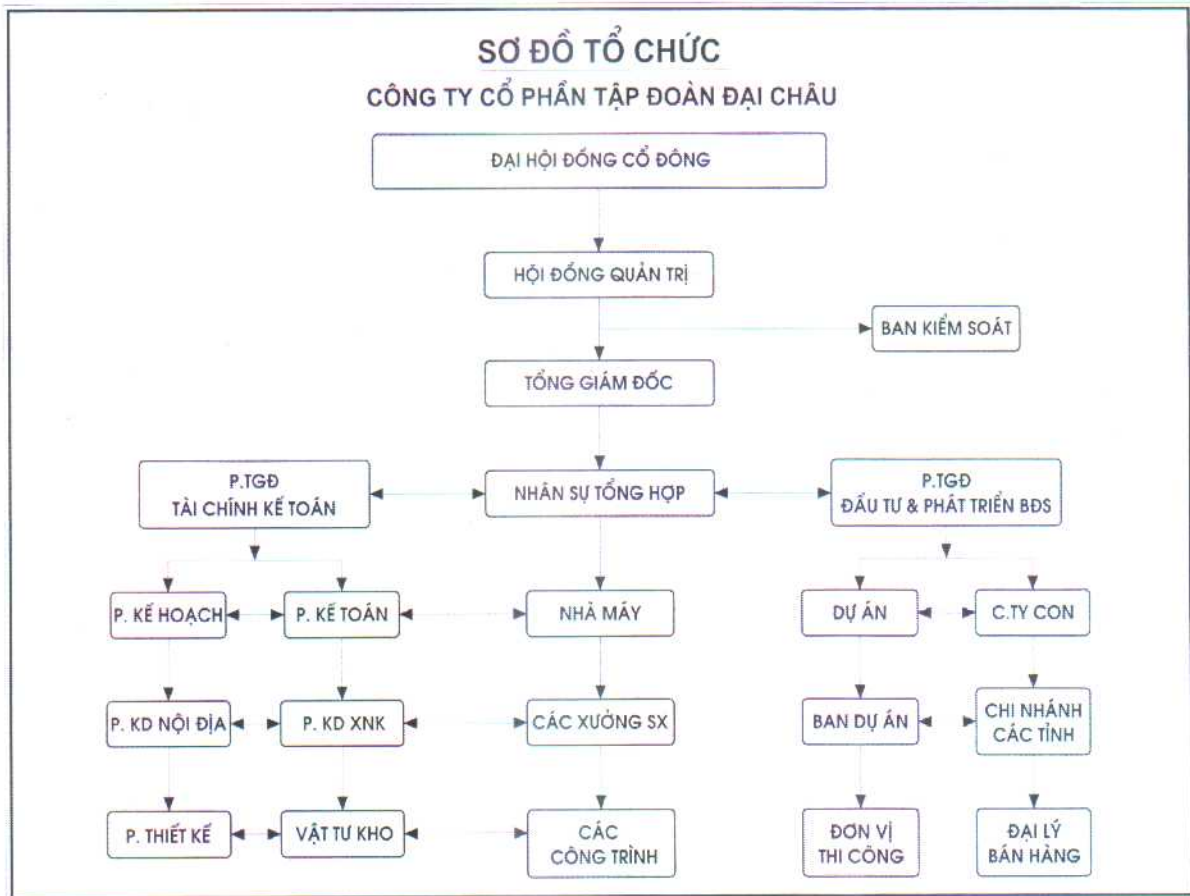 SƠ ĐỒ TỔ CHỨC
CÔNG TY CỔ PHẦN TẬP ĐOÀN ĐẠI CHÂU
ĐẠI HỘI ĐỒNG CỔ ĐÔNG
HỘI ĐỒNG QUẢN TRỊ
BAN KIỂM SOÁT
TỔNG GIÁM ĐỐC
P.TGĐ
TÀI CHÍNH KẾ TOÁN
NHÂN SỰ TỔNG HỢP
P.TGĐ
ĐẦU TƯ & PHÁT TRIỂN BĐS
P. KẾ HOẠCH
P. KẾ TOÁN
NHÀ MÁY
DỰ ÁN
C.TY CON
P. KD NỘI ĐỊA
P. KD XNK
CÁC XƯỞNG SX
BAN DỰ ÁN
CHI NHÁNH
CÁC TỈNH
P. THIẾT KẾ
VẬT TƯ KHO
CÁC
CÔNG TRÌNH
ĐƠN VỊ
THI CÔNG
ĐẠI LÝ
BÁN HÀNG